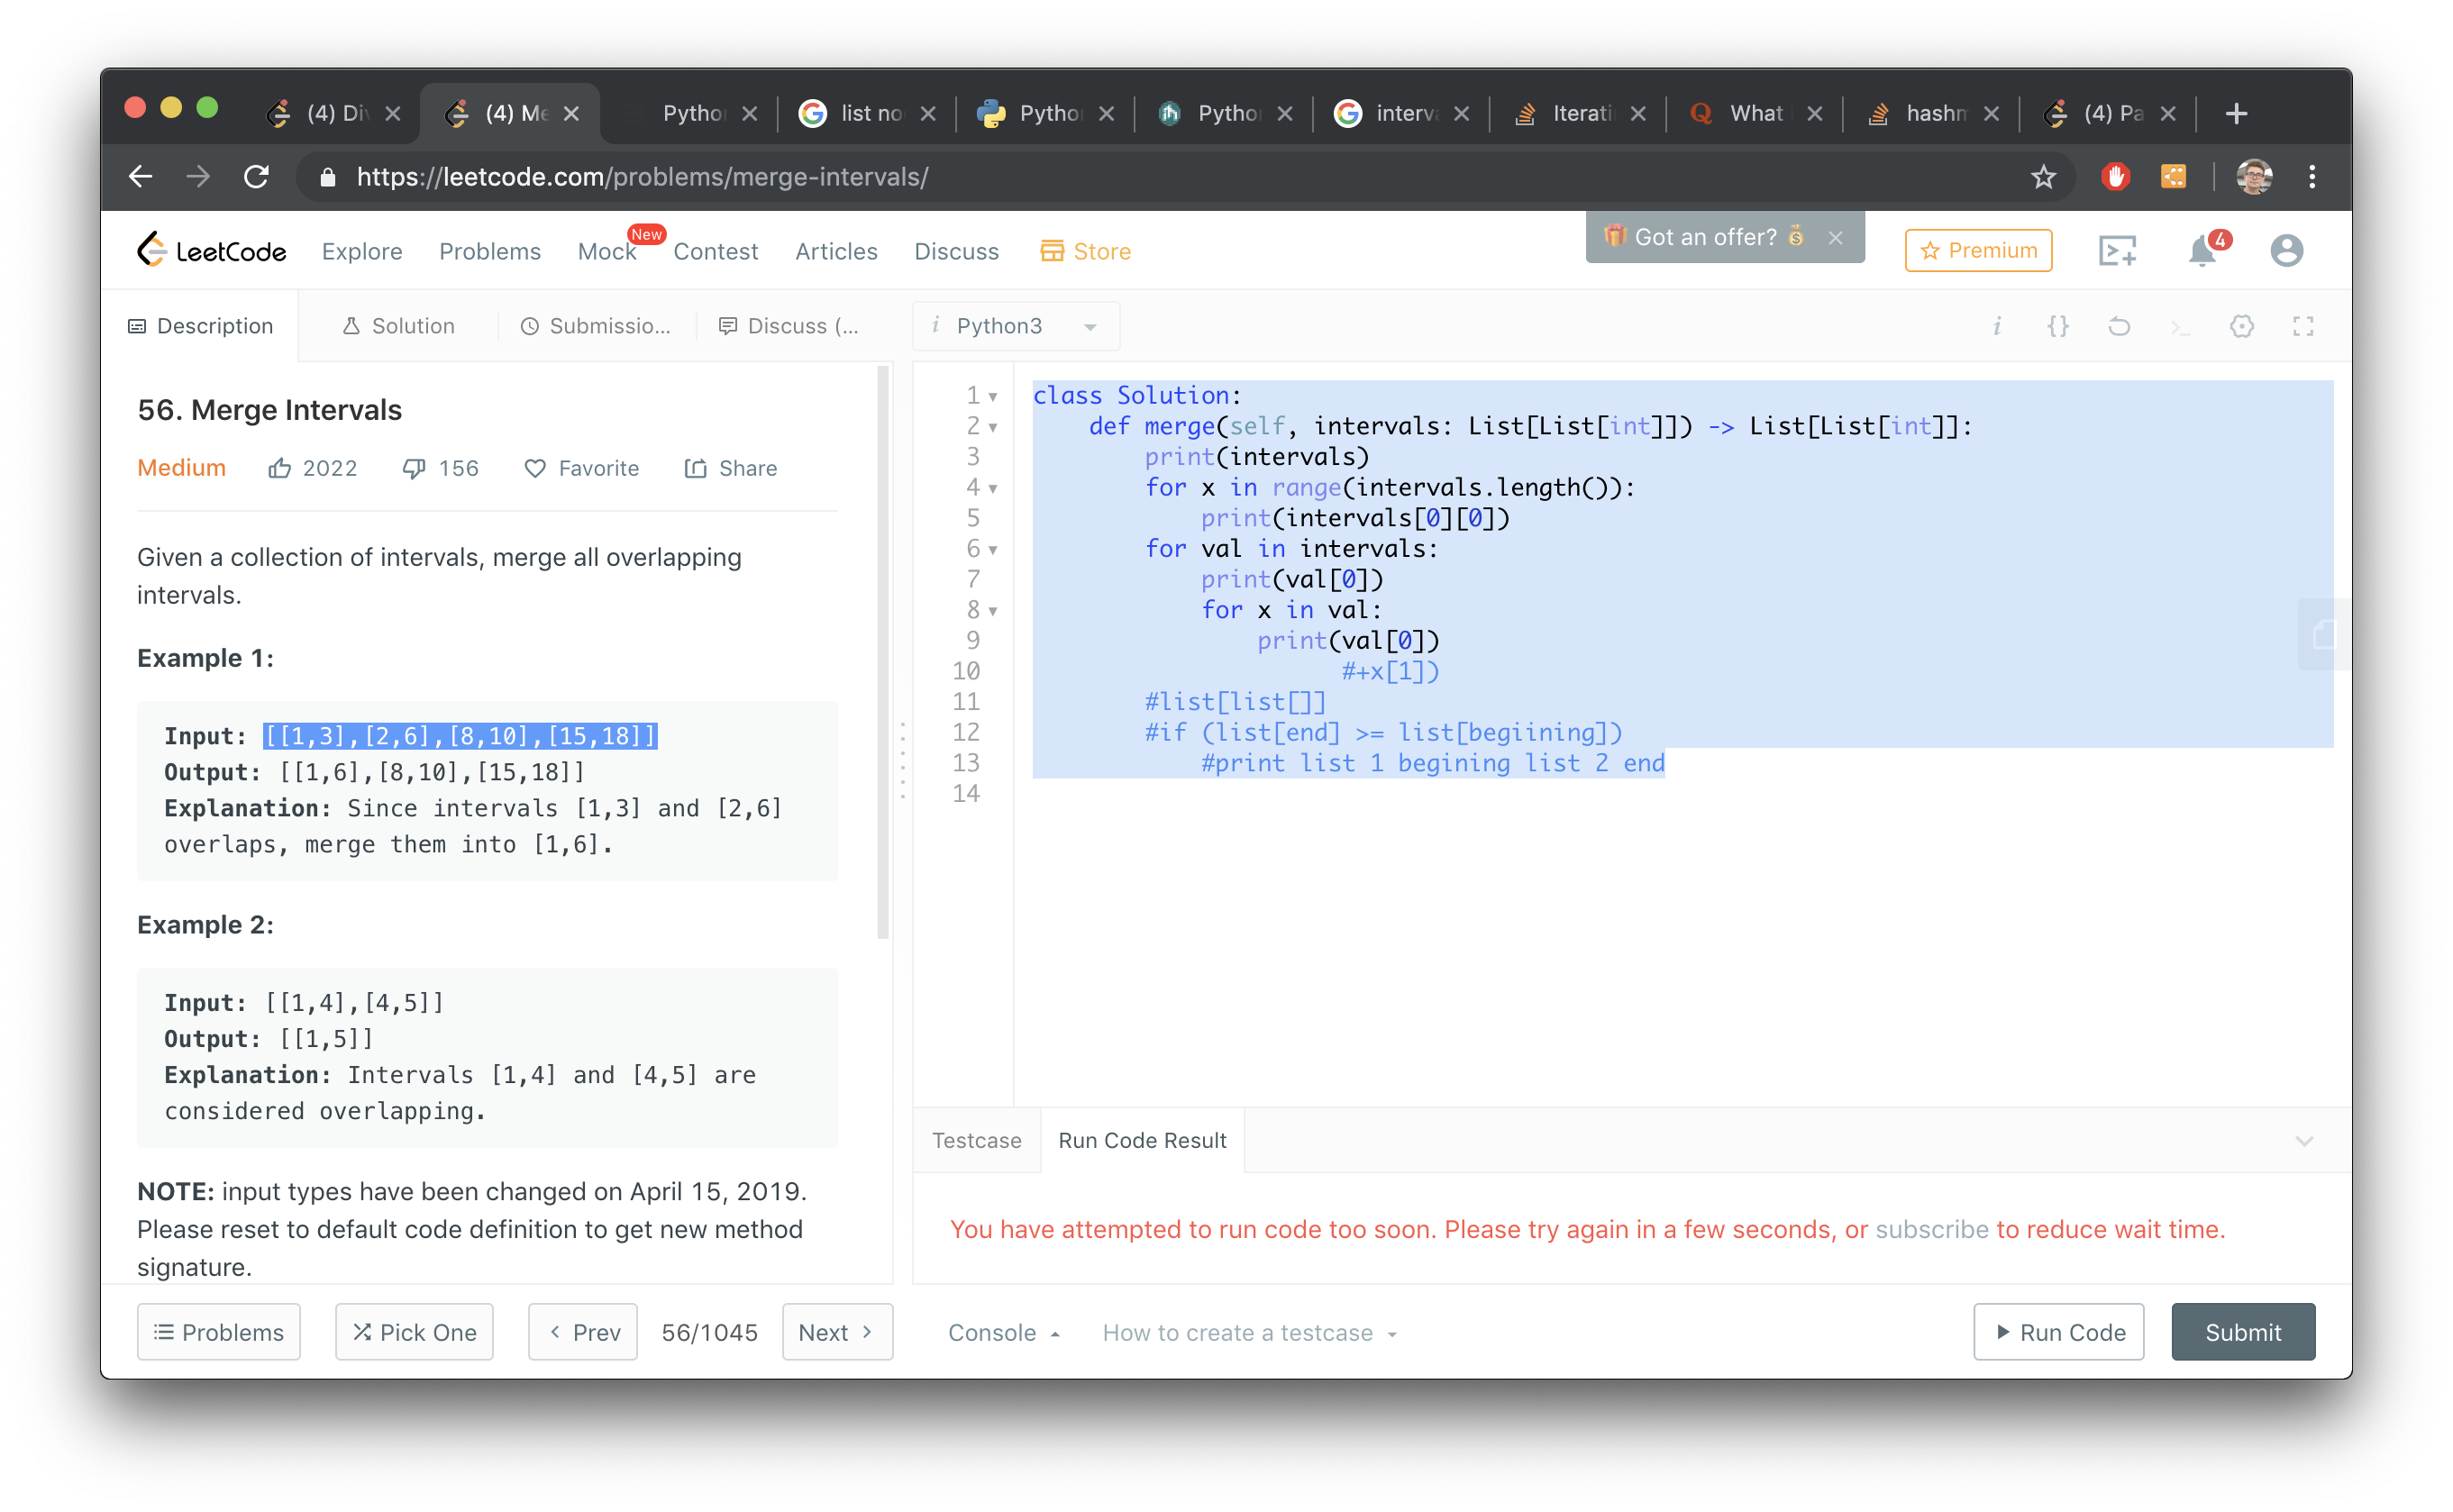 (4) Div
(4) Me
Python
list no
Python
Python
interva
Iterati
What
hashm
(4) Pa
https://leetcode.com/problems/merge-intervals/
LeetCode
Explore
Problems
Mock
New
Contest
Articles
Discuss
Store
Got an offer?
Premium
4
Description
Solution
Submissio...
Discuss (...
i Python3
56. Merge Intervals
Medium 2022 156 Favorite Share
Given a collection of intervals, merge all overlapping
intervals.
Example 1:
Input: [[1,3],[2,6],[8,10],[15,18]]
Output: [[1,6],[8,10],[15,18]]
Explanation: Since intervals [1,3] and [2,6]
overlaps, merge them into [1,6].
Example 2:
Input: [[1,4],[4,5]]
Output: [[1,5]]
Explanation: Intervals [1,4] and [4,5] are
considered overlapping.
NOTE: input types have been changed on April 15, 2019.
Please reset to default code definition to get new method
signature.
1 class Solution:
2 def merge(self, intervals: List[List[int]]) -> List[List[int]]:
3 print(intervals)
4 for x in range(intervals.length()):
5 print(intervals[0][0])
6 for val in intervals:
7 print(val[0])
8 for x in val:
9 print(val[0])
10 #+x[1])
11 #list[list[]]
12 #if (list[end] >= list[begiining])
13 #print list 1 begining list 2 end
14
Testcase
Run Code Result
You have attempted to run code too soon. Please try again in a few seconds, or subscribe to reduce wait time.
Problems
Pick One
Prev
56/1045
Next
Console
How to create a testcase
Run Code
Submit